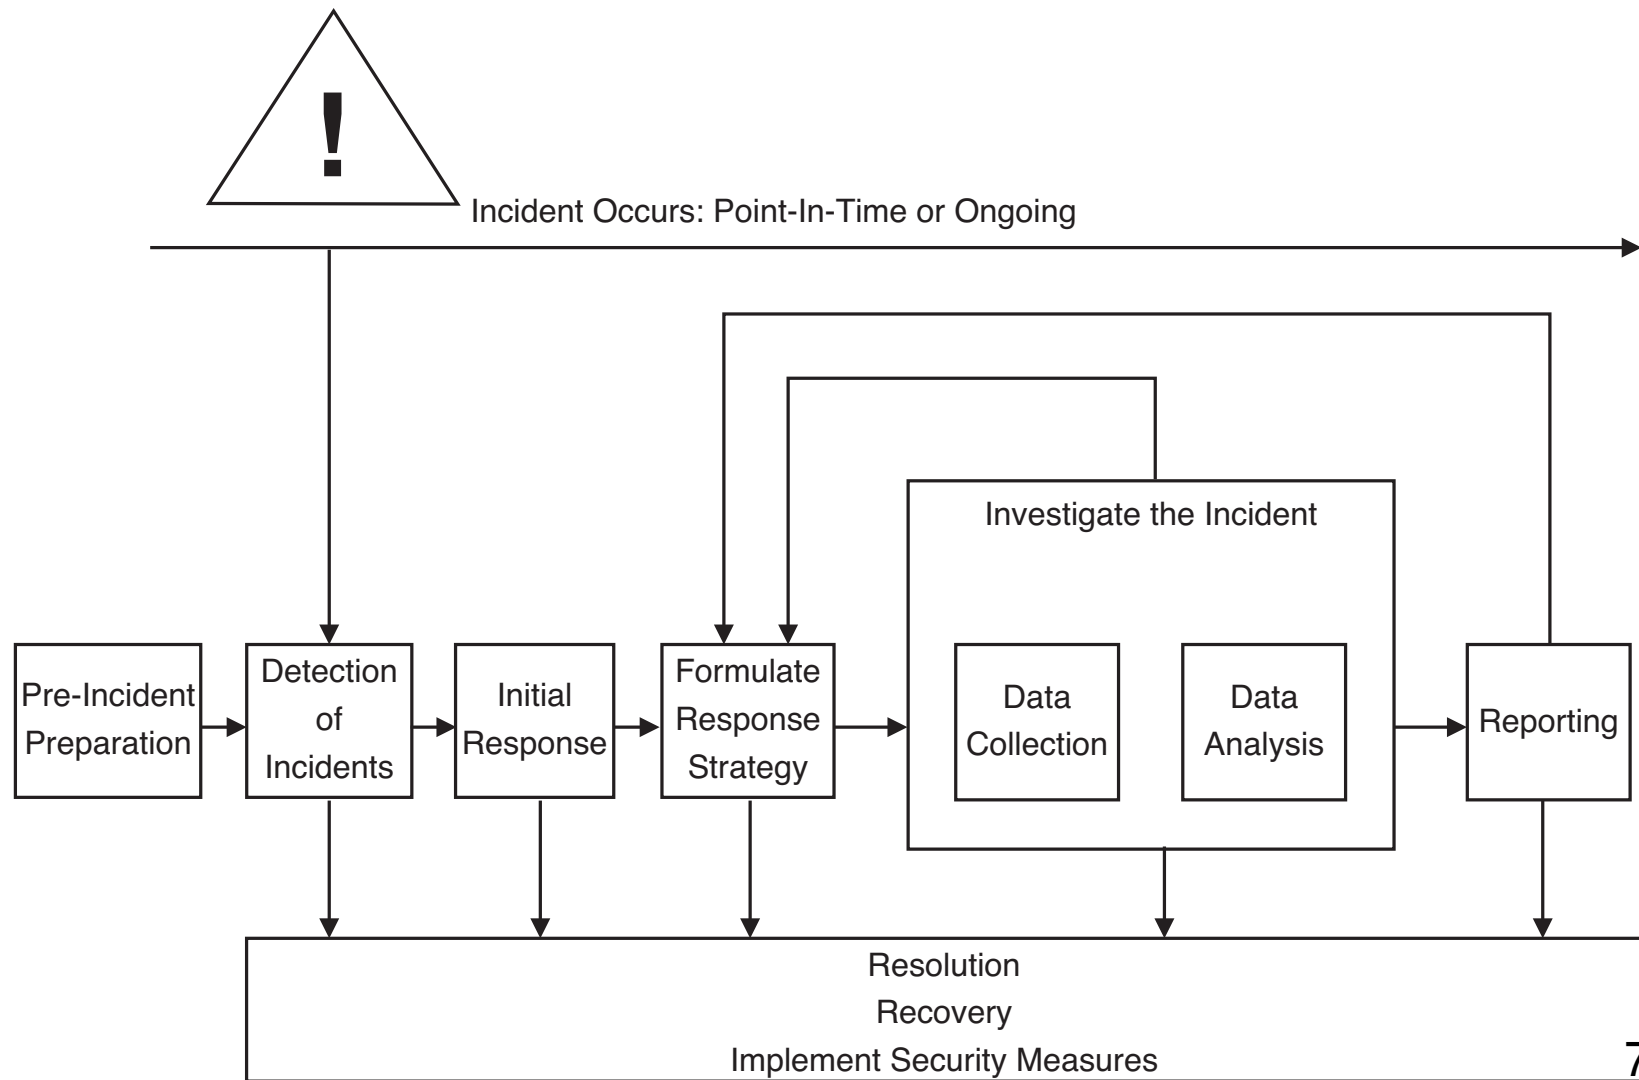 !
Incident Occurs: Point-In-Time or Ongoing
Investigate the Incident
Pre-Incident
Preparation
Detection
of
Incidents
Initial
Response
Formulate
Response
Strategy
Data
Collection
Data
Analysis
Reporting
Resolution
Recovery
Implement Security Measures
7